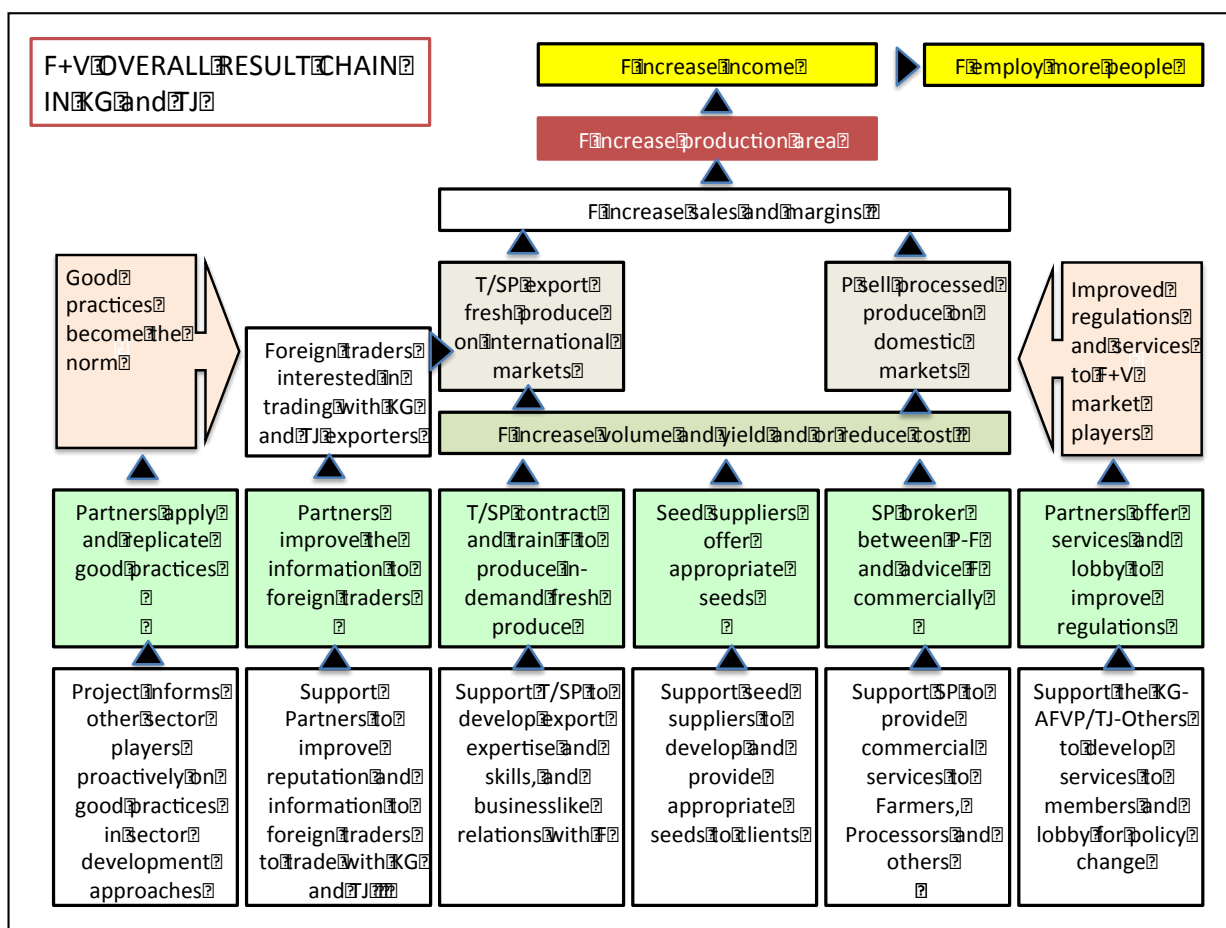 F+V OVERALL RESULT CHAIN
IN KG and TJ
F increase income
F employ more people
F increase production area
F increase sales and margins
Good
practices
become the
norm
Foreign traders
interested in
trading with KG
and TJ exporters
T/SP export
fresh produce
on international
markets
P sell processed
produce on
domestic
markets
Improved
regulations
and services
to F+V
market
players
F increase volume and yield and or reduce cost
Partners apply
and replicate
good practices
Partners
improve the
information to
foreign traders
T/SP contract
and train F to
produce in-
demand fresh
produce
Seed suppliers
offer
appropriate
seeds
SP broker
between P-F
and advice F
commercially
Partners offer
services and
lobby to
improve
regulations
Project informs
other sector
players
proactively on
good practices
in sector
development
approaches
Support
Partners to
improve
reputation and
information to
foreign traders
to trade with KG
and TJ
Support T/SP to
develop export
expertise and
skills, and
businesslike
relations with F
Support seed
suppliers to
develop and
provide
appropriate
seeds to clients
Support SP to
provide
commercial
services to
Farmers,
Processors and
others
Support the KG-
AFVP/TJ-Others
to develop
services to
members and
lobby for policy
change